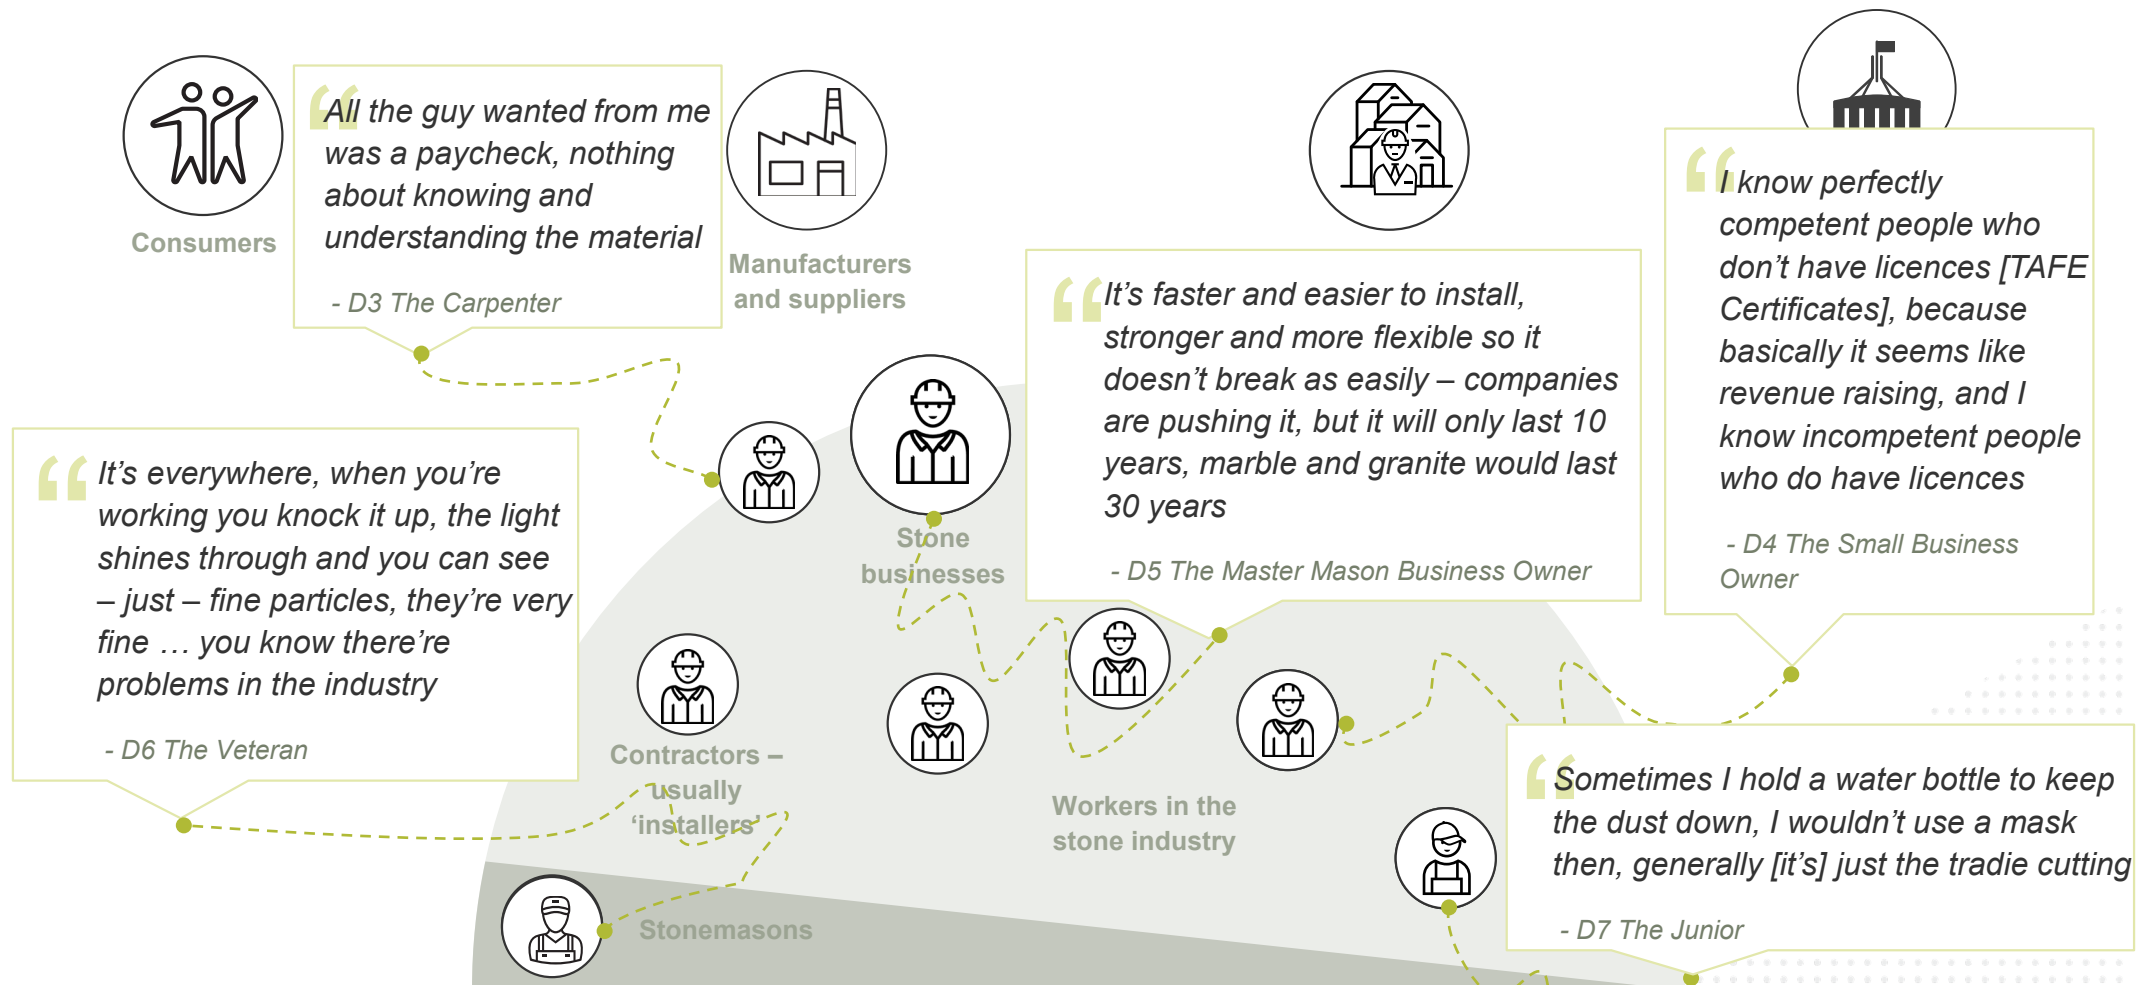 Consumers
“All the guy wanted from me
was a paycheck, nothing
about knowing and
understanding the material
- D3 The Carpenter
Manufacturers
and suppliers
“It’s faster and easier to install,
stronger and more flexible so it
doesn’t break as easily – companies
are pushing it, but it will only last 10
years, marble and granite would last
30 years
- D5 The Master Mason Business Owner
“I know perfectly
competent people who
don’t have licences [TAFE
Certificates], because
basically it seems like
revenue raising, and I
know incompetent people
who do have licences
- D4 The Small Business
Owner
“It’s everywhere, when you’re
working you knock it up, the light
shines through and you can see
– just – fine particles, they’re very
fine … you know there’re
problems in the industry
- D6 The Veteran
Stone
businesses
Contractors –
usually
‘installers’
Workers in the
stone industry
“Sometimes I hold a water bottle to keep
the dust down, I wouldn’t use a mask
then, generally [it’s] just the tradie cutting
- D7 The Junior
Stonemasons